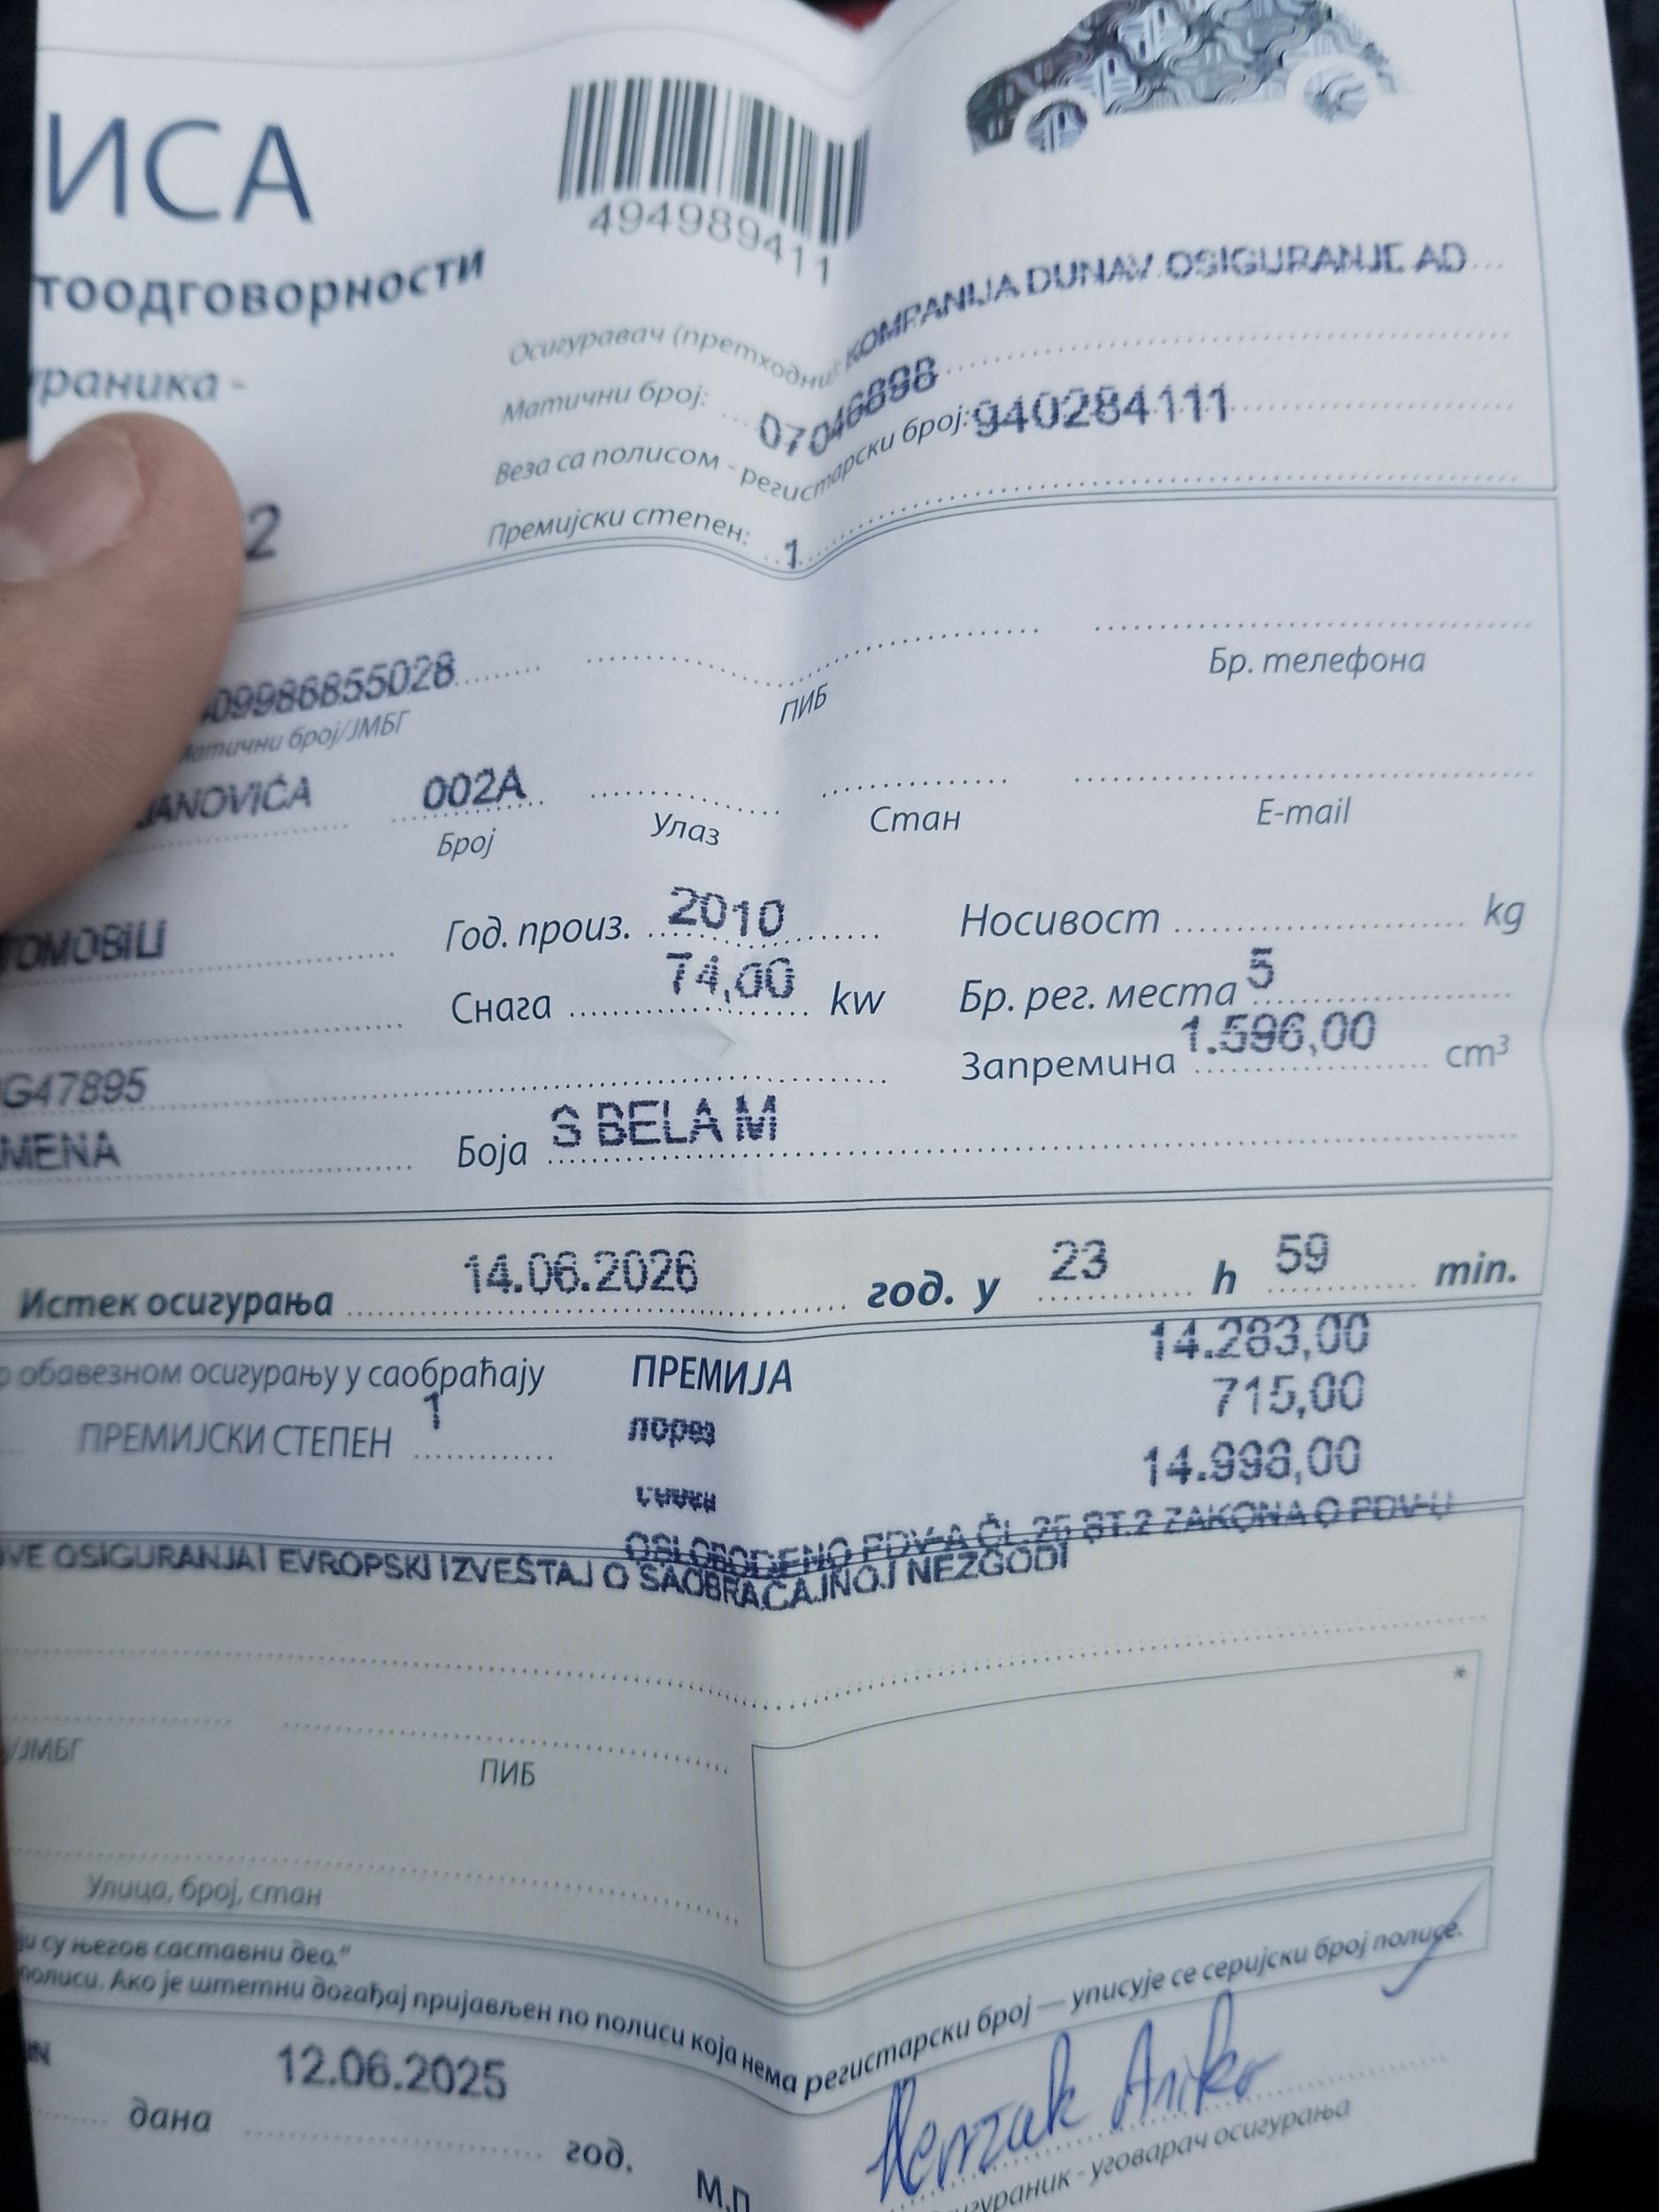 ИСА
494989411
тоодговорности
Осигуравач (претходни): KOMPANIJA DUNAV OSIGURANJE AD
раника -
Матични број: 07046898
Веза са полисом - регистарски број: 940284111
2
Премијски степен: 1
09986855028
Матични број/ЈМБГ
ПИБ
Бр. телефона
ANOVIĆA 002A
Број
Улаз
Стан
E-mail
TOMOBILI
Год. произ. 2010
Носивост kg
Снага 74,00 kw
Бр. рег. места 5
G47895
Запремина 1.596,00 cm³
MENA
Боја S BELA M
Истек осигурања 14.06.2026 год. у 23 h 59 min.
о обавезном осигурању у саобраћају
ПРЕМИЈА 14.283,00
ПРЕМИЈСКИ СТЕПЕН 1
порез 715,00
14.998,00
OSLOBOĐENO PDV-A ČL.25 ST.2 ZAKONA O PDV-U
OVE OSIGURANJA I EVROPSKI IZVEŠTAJ O SAOBRAĆAJNOJ NEZGODI
*
/ЈМБГ
ПИБ
Улица, број, стан
ји су његов саставни део."
полиси. Ако је штетни догађај пријављен по полиси која нема регистарски број — уписује се серијски број полисе.
12.06.2025
дана год.
М.П.
сигураник - уговарач осигурања